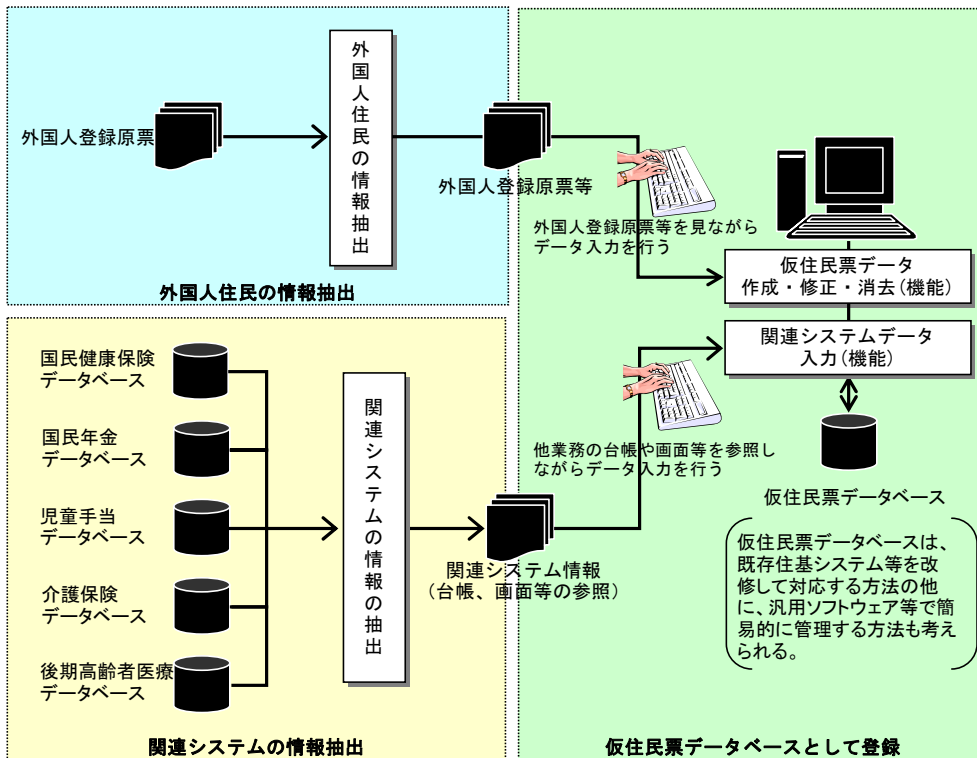 外国人登録原票
外国人住民の情報抽出
外国人登録原票等
外国人登録原票等を見ながら
データ入力を行う
外国人住民の情報抽出
国民健康保険
データベース
国民年金
データベース
児童手当
データベース
介護保険
データベース
後期高齢者医療
データベース
関連システムの情報の抽出
関連システム情報
(台帳、画面等の参照)
関連システムの情報抽出
仮住民票データ
作成・修正・消去(機能)
関連システムデータ
入力(機能)
他業務の台帳や画面等を参照し
ながらデータ入力を行う
仮住民票データベース
仮住民票データベースは、
既存住基システム等を改
修して対応する方法の他
に、汎用ソフトウェア等で簡
易的に管理する方法も考え
られる。
仮住民票データベースとして登録